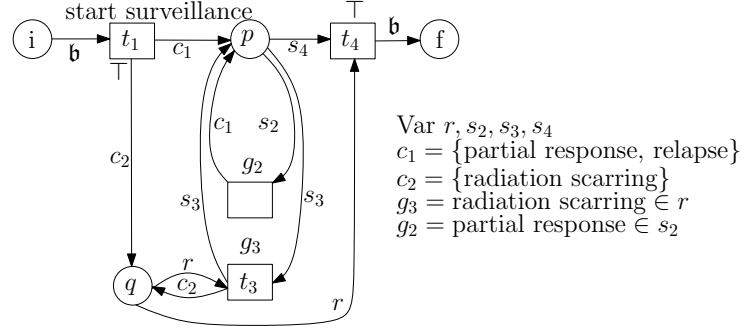 start surveillance
⊤
i
𝔟
t₁
c₁
p
s₄
t₄
𝔟
f
⊤
c₁
s₂
c₂
g₂
s₃
s₃
g₃
r
t₃
q
c₂
r
Var r, s₂, s₃, s₄
c₁ = {partial response, relapse}
c₂ = {radiation scarring}
g₃ = radiation scarring ∈ r
g₂ = partial response ∈ s₂